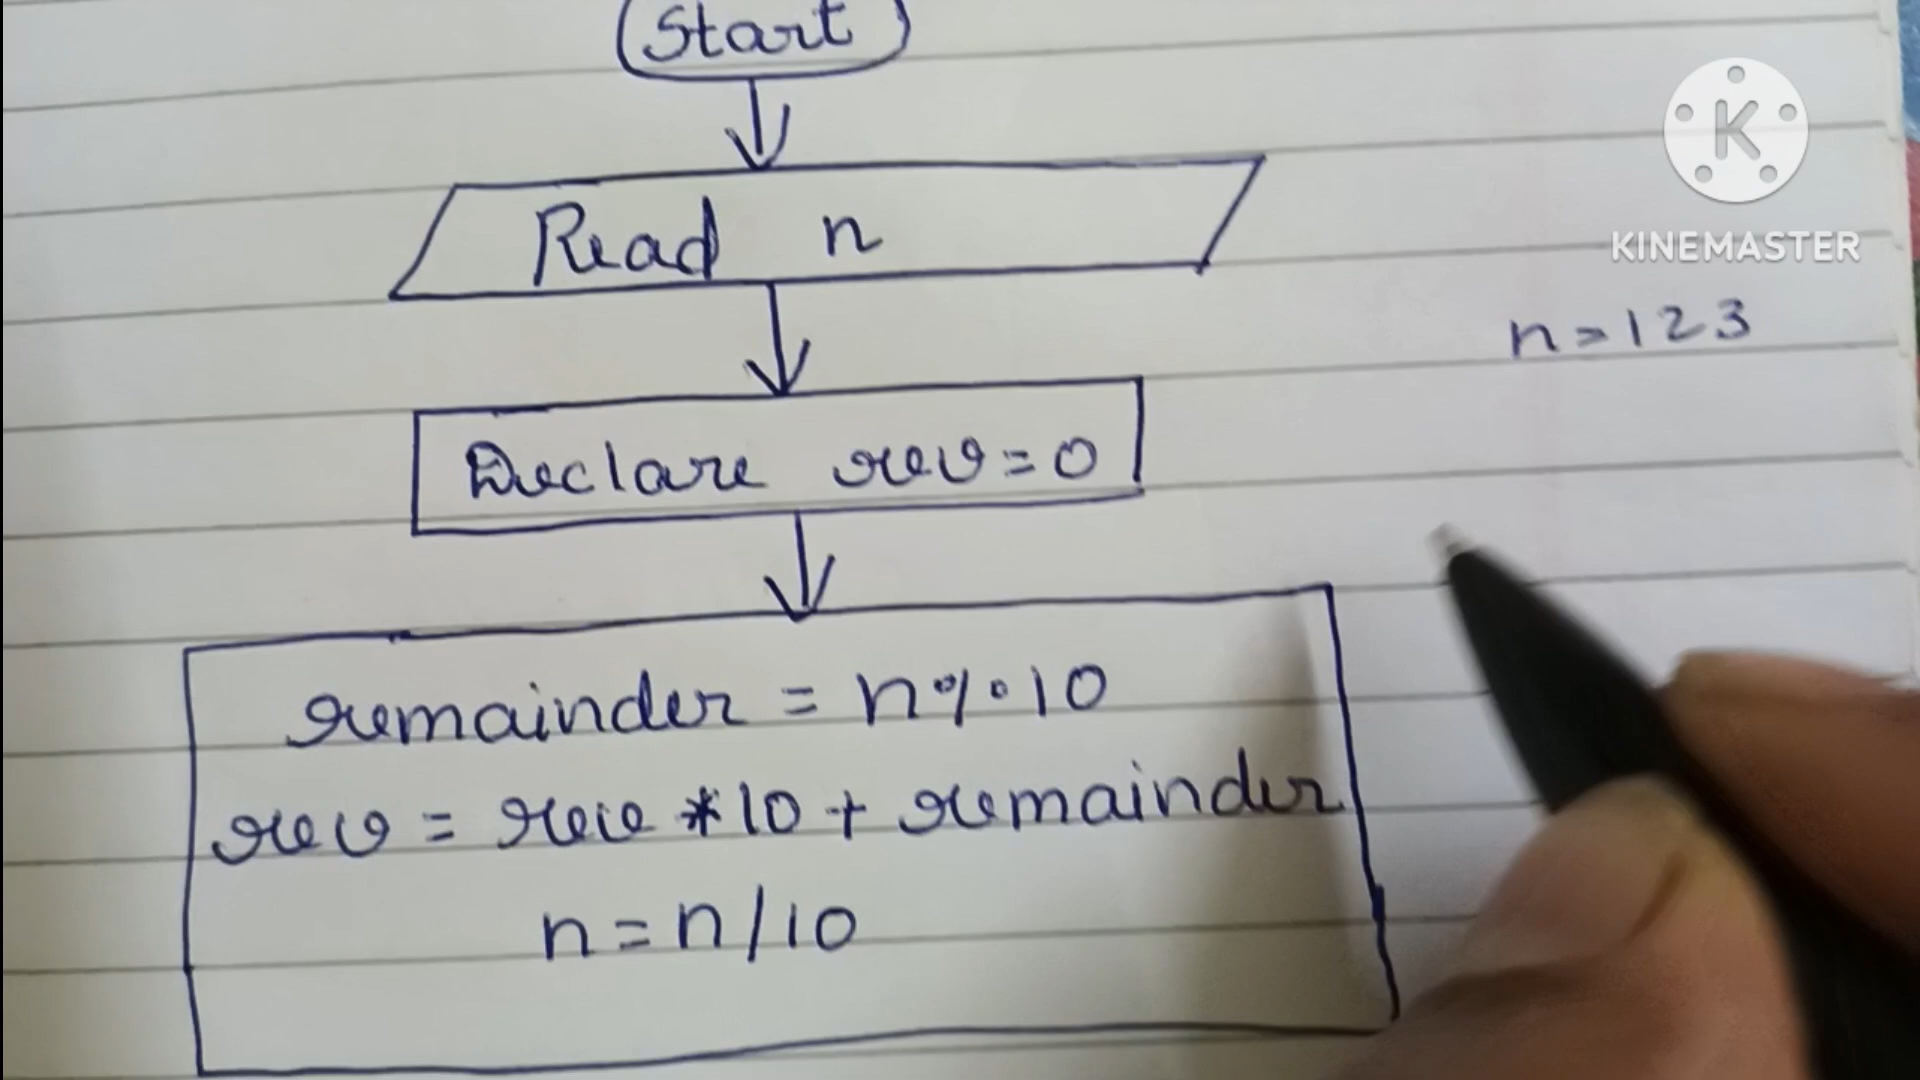 Start
Read n
KINEMASTER
n=123
Declare rev=0
remainder = n%10
rev = rev *10 + remainder
n=n/10